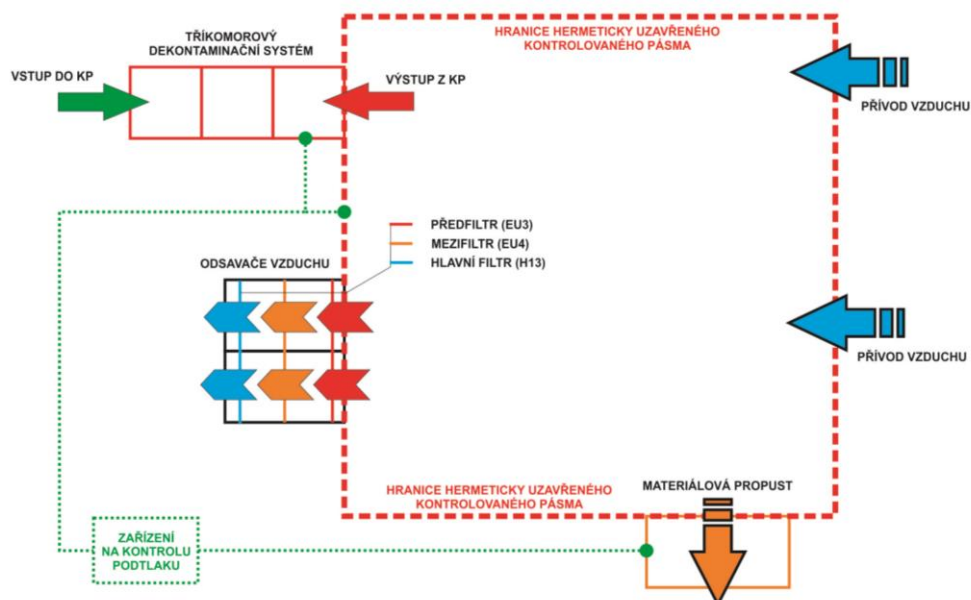 HRANICE HERMETICKY UZAVŘENÉHO
KONTROLOVANÉHO PÁSMA
TŘÍKOMOROVÝ
DEKONTAMINAČNÍ SYSTÉM
VSTUP DO KP
VÝSTUP Z KP
PŘÍVOD VZDUCHU
PŘEDFILTR (EU3)
MEZIFILTR (EU4)
HLAVNÍ FILTR (H13)
ODSAVAČE VZDUCHU
PŘÍVOD VZDUCHU
HRANICE HERMETICKY UZAVŘENÉHO
KONTROLOVANÉHO PÁSMA
MATERIÁLOVÁ PROPUST
ZAŘÍZENÍ
NA KONTROLU
PODTLAKU